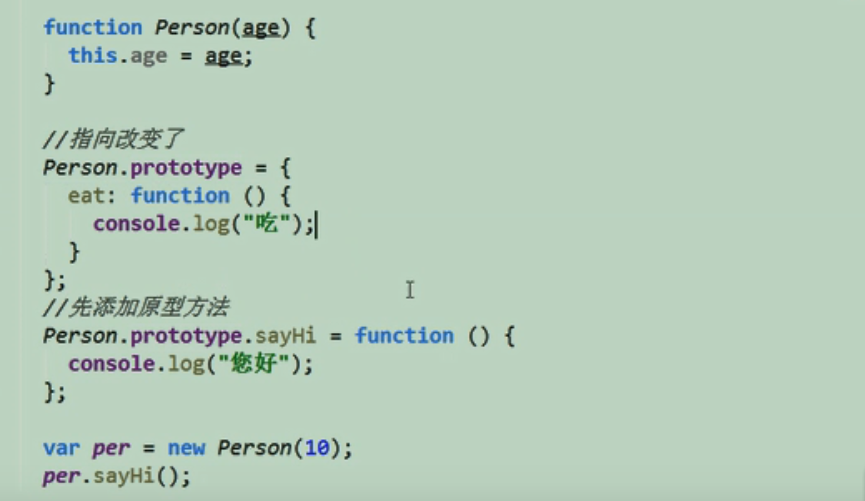 function Person(age) {
  this.age = age;
}

//指向改变了
Person.prototype = {
  eat: function () {
    console.log("吃");
  }
};
//先添加原型方法
Person.prototype.sayHi = function () {
  console.log("您好");
};

var per = new Person(10);
per.sayHi();